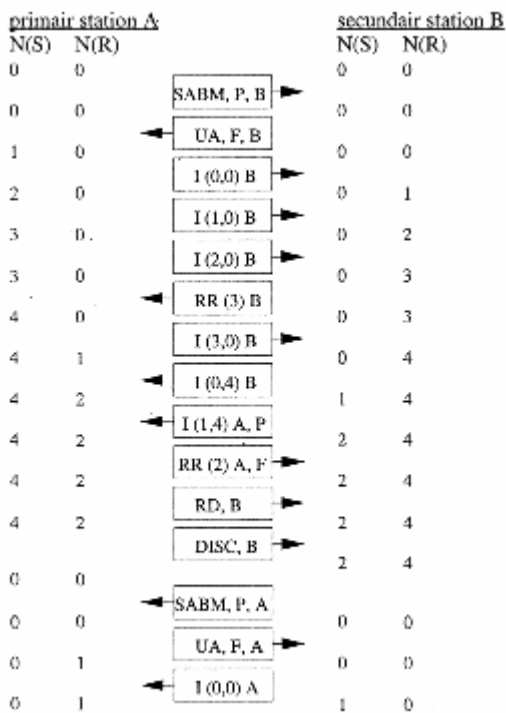 primair station A secundair station B
N(S) N(R) N(S) N(R)
0 0 0 0
SABM, P, B
0 0 0 0
UA, F, B
1 0 0 0
I (0,0) B
2 0 0 1
I (1,0) B
3 0. 0 2
I (2,0) B
3 0 0 3
RR (3) B
4 0 0 3
I (3,0) B
4 1 0 4
I (0,4) B
4 2 1 4
I (1,4) A, P
4 2 2 4
RR (2) A, F
4 2 2 4
RD, B
4 2 2 4
DISC, B
2 4
0 0
SABM, P, A
0 0 0 0
UA, F, A
0 1 0 0
I (0,0) A
0 1 1 0